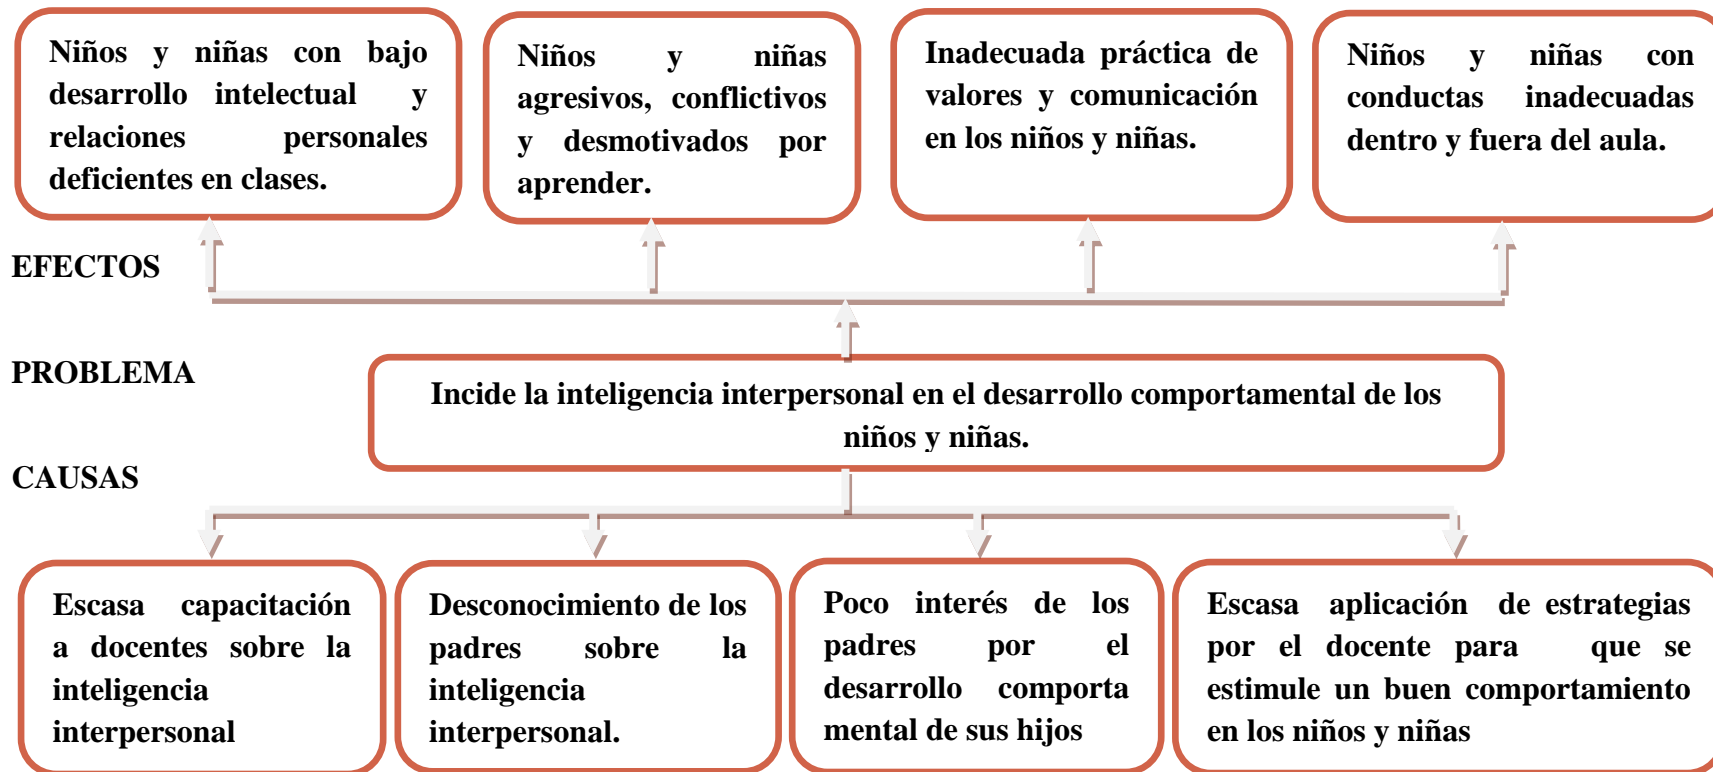 Niños y niñas con bajo
desarrollo intelectual y
relaciones personales
deficientes en clases.
Niños y niñas
agresivos, conflictivos
y desmotivados por
aprender.
Inadecuada práctica de
valores y comunicación
en los niños y niñas.
Niños y niñas con
conductas inadecuadas
dentro y fuera del aula.
EFECTOS
PROBLEMA
Incide la inteligencia interpersonal en el desarrollo comportamental de los
niños y niñas.
CAUSAS
Escasa capacitación
a docentes sobre la
inteligencia
interpersonal
Desconocimiento de los
padres sobre la
inteligencia
interpersonal.
Poco interés de los
padres por el
desarrollo comporta
mental de sus hijos
Escasa aplicación de estrategias
por el docente para que se
estimule un buen comportamiento
en los niños y niñas